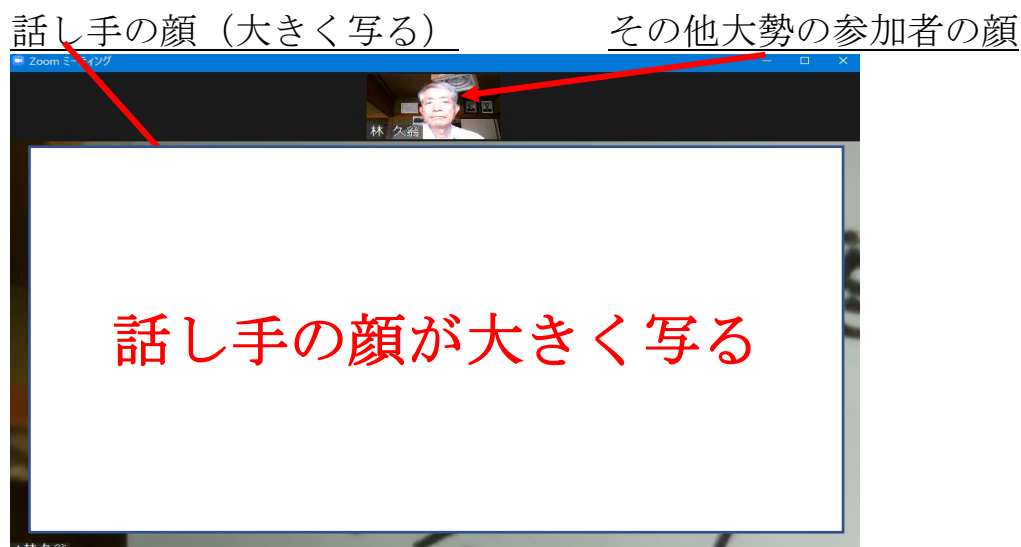 話し手の顔（大きく写る）
その他大勢の参加者の顔
Zoom ミーティング
林 久翁
話し手の顔が大きく写る